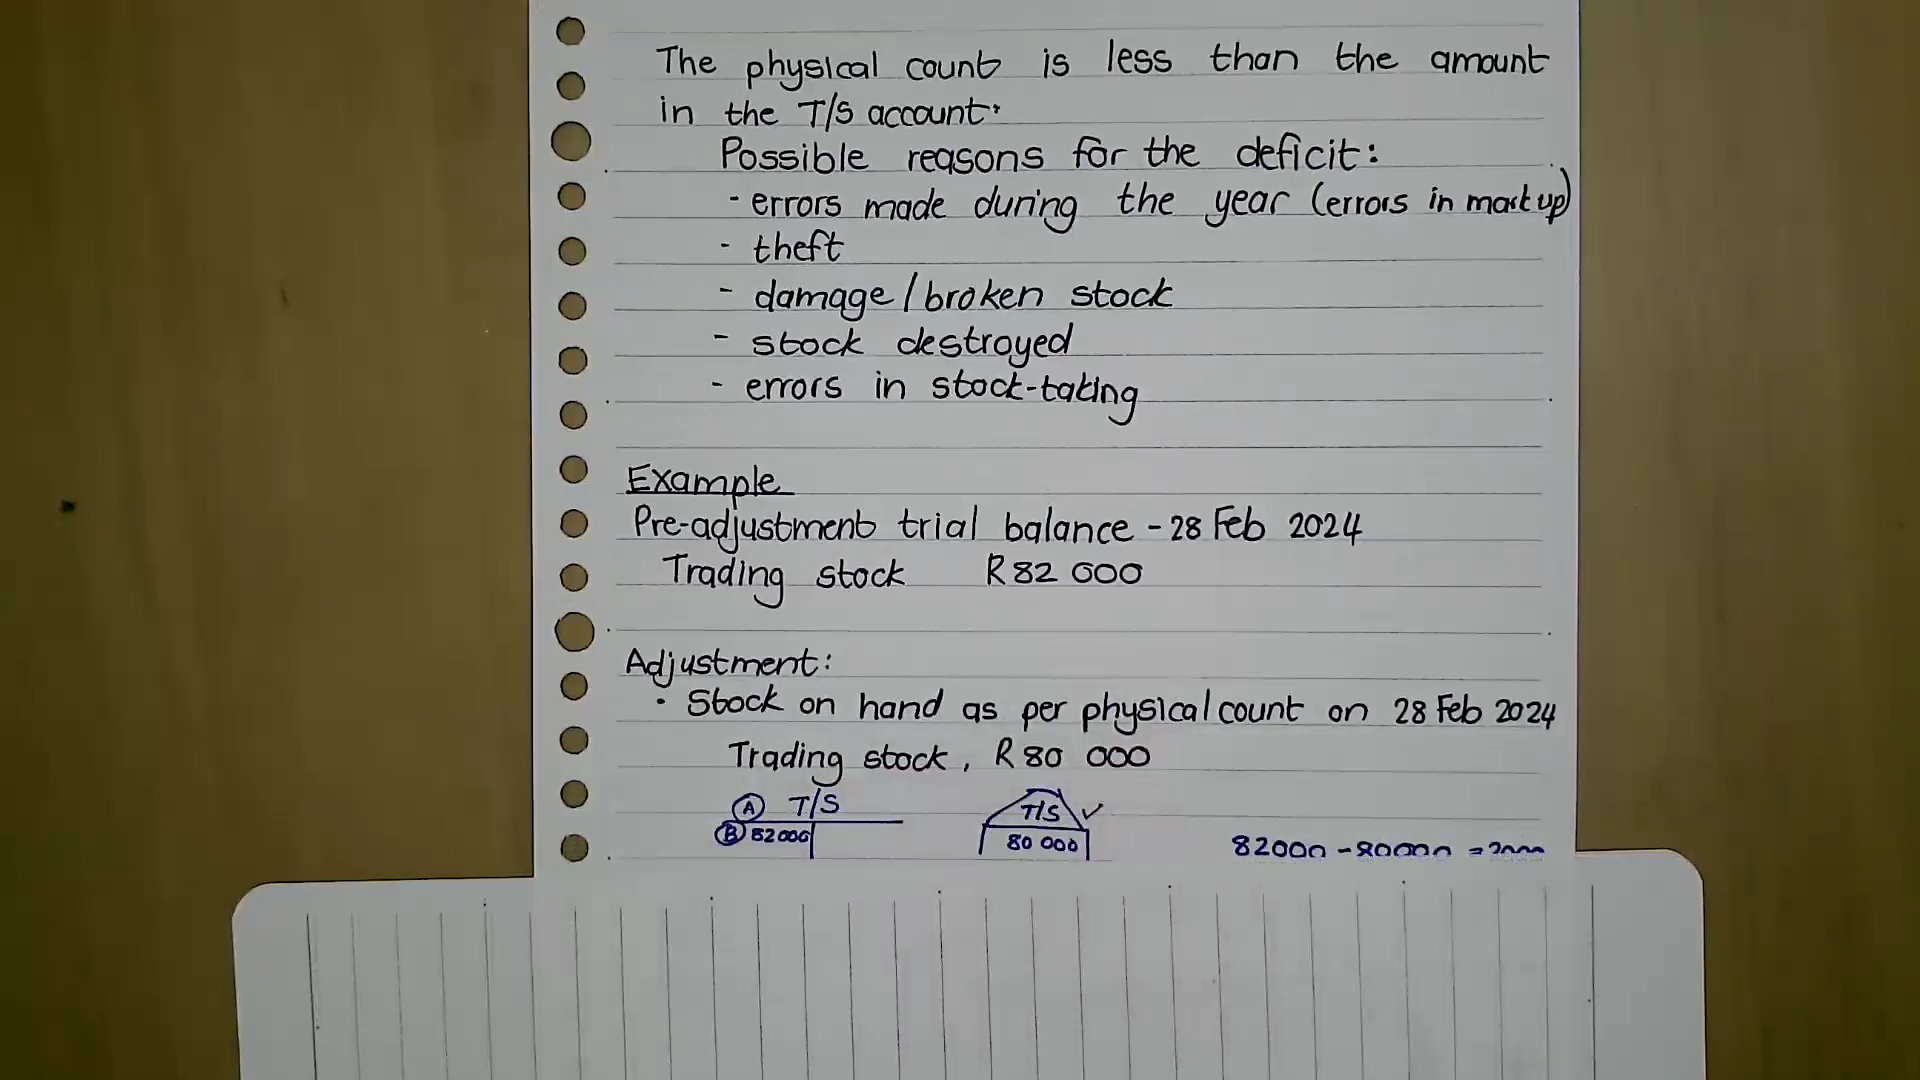 The physical count is less than the amount
in the T/S account.
Possible reasons for the deficit:
- errors made during the year (errors in mark up)
- theft
- damage/broken stock
- stock destroyed
- errors in stock-taking
Example
Pre-adjustment trial balance - 28 Feb 2024
Trading stock R82 000
Adjustment:
• Stock on hand as per physical count on 28 Feb 2024
Trading stock, R80 000
A T/S
T/S ✓
B 82000
80 000
82000 - 80000 = 2000